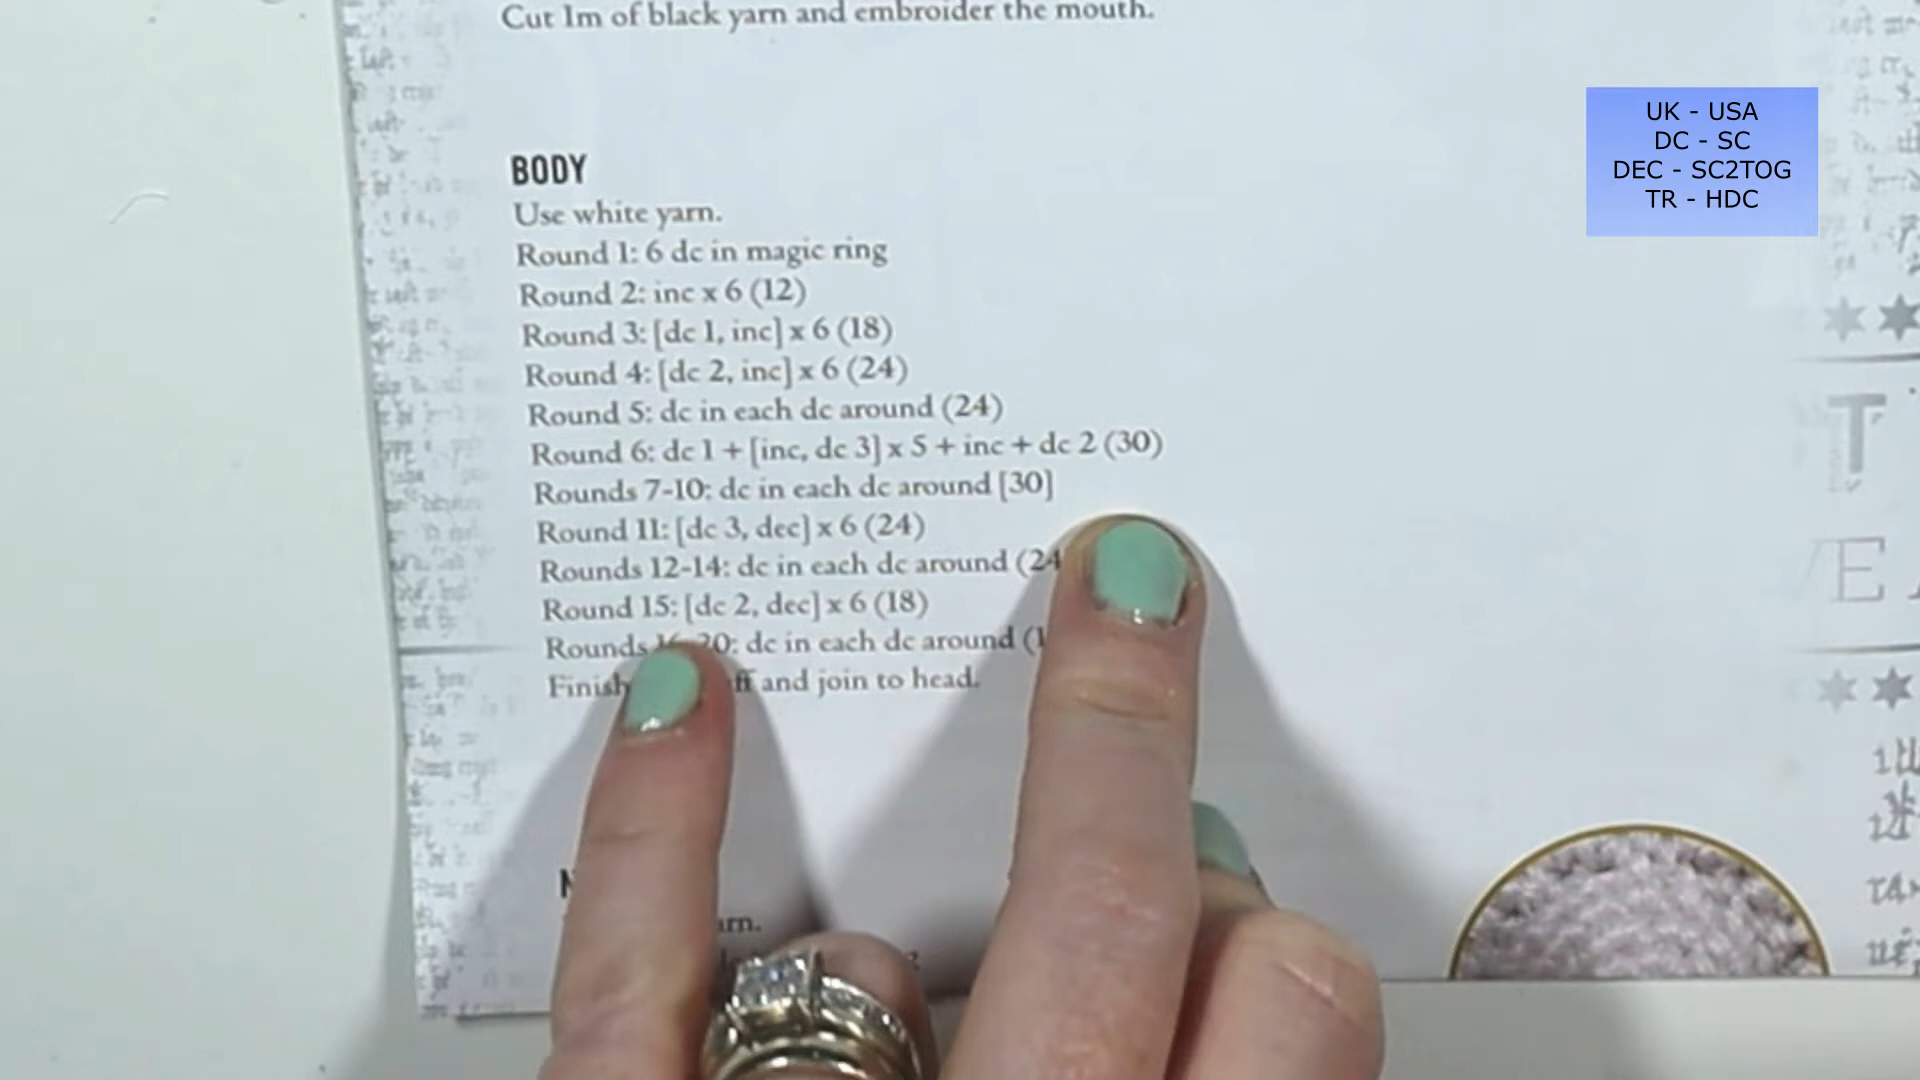 Cut 1m of black yarn and embroider the mouth.
UK - USA
DC - SC
DEC - SC2TOG
TR - HDC
BODY
Use white yarn.
Round 1: 6 dc in magic ring
Round 2: inc x 6 (12)
Round 3: [dc 1, inc] x 6 (18)
Round 4: [dc 2, inc] x 6 (24)
Round 5: dc in each dc around (24)
Round 6: dc 1 + [inc, dc 3] x 5 + inc + dc 2 (30)
Rounds 7-10: dc in each dc around [30]
Round 11: [dc 3, dec] x 6 (24)
Rounds 12-14: dc in each dc around (24
Round 15: [dc 2, dec] x 6 (18)
Rounds 16-20: dc in each dc around (1
Finish and join to head.